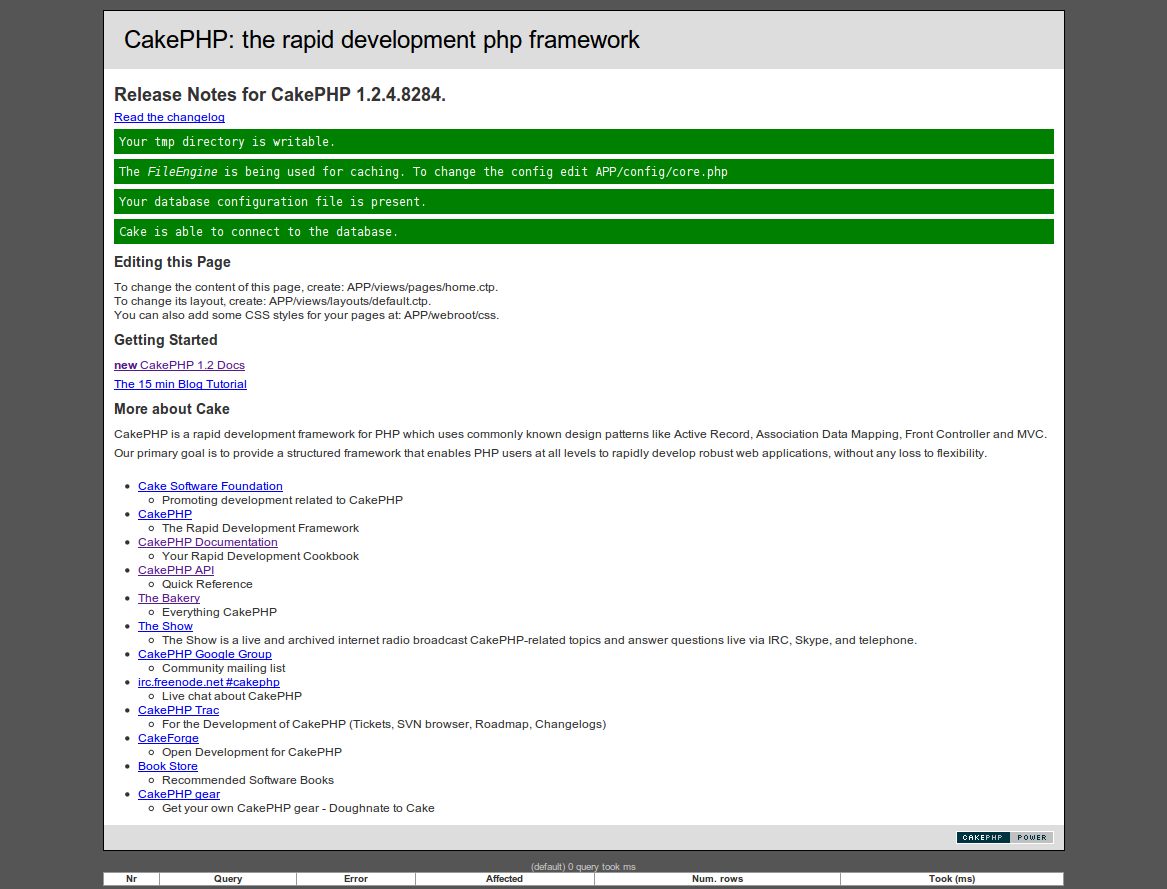 CakePHP: the rapid development php framework
Release Notes for CakePHP 1.2.4.8284.
Read the changelog
Your tmp directory is writable.
The FileEngine is being used for caching. To change the config edit APP/config/core.php
Your database configuration file is present.
Cake is able to connect to the database.
Editing this Page
To change the content of this page, create: APP/views/pages/home.ctp.
To change its layout, create: APP/views/layouts/default.ctp.
You can also add some CSS styles for your pages at: APP/webroot/css.
Getting Started
new CakePHP 1.2 Docs
The 15 min Blog Tutorial
More about Cake
CakePHP is a rapid development framework for PHP which uses commonly known design patterns like Active Record, Association Data Mapping, Front Controller and MVC.
Our primary goal is to provide a structured framework that enables PHP users at all levels to rapidly develop robust web applications, without any loss to flexibility.
Cake Software Foundation
Promoting development related to CakePHP
CakePHP
The Rapid Development Framework
CakePHP Documentation
Your Rapid Development Cookbook
CakePHP API
Quick Reference
The Bakery
Everything CakePHP
The Show
The Show is a live and archived internet radio broadcast CakePHP-related topics and answer questions live via IRC, Skype, and telephone.
CakePHP Google Group
Community mailing list
irc.freenode.net #cakephp
Live chat about CakePHP
CakePHP Trac
For the Development of CakePHP (Tickets, SVN browser, Roadmap, Changelogs)
CakeForge
Open Development for CakePHP
Book Store
Recommended Software Books
CakePHP gear
Get your own CakePHP gear - Doughnate to Cake
CAKEPHP POWER
(default) 0 query took ms
Nr Query Error Affected Num. rows Took (ms)